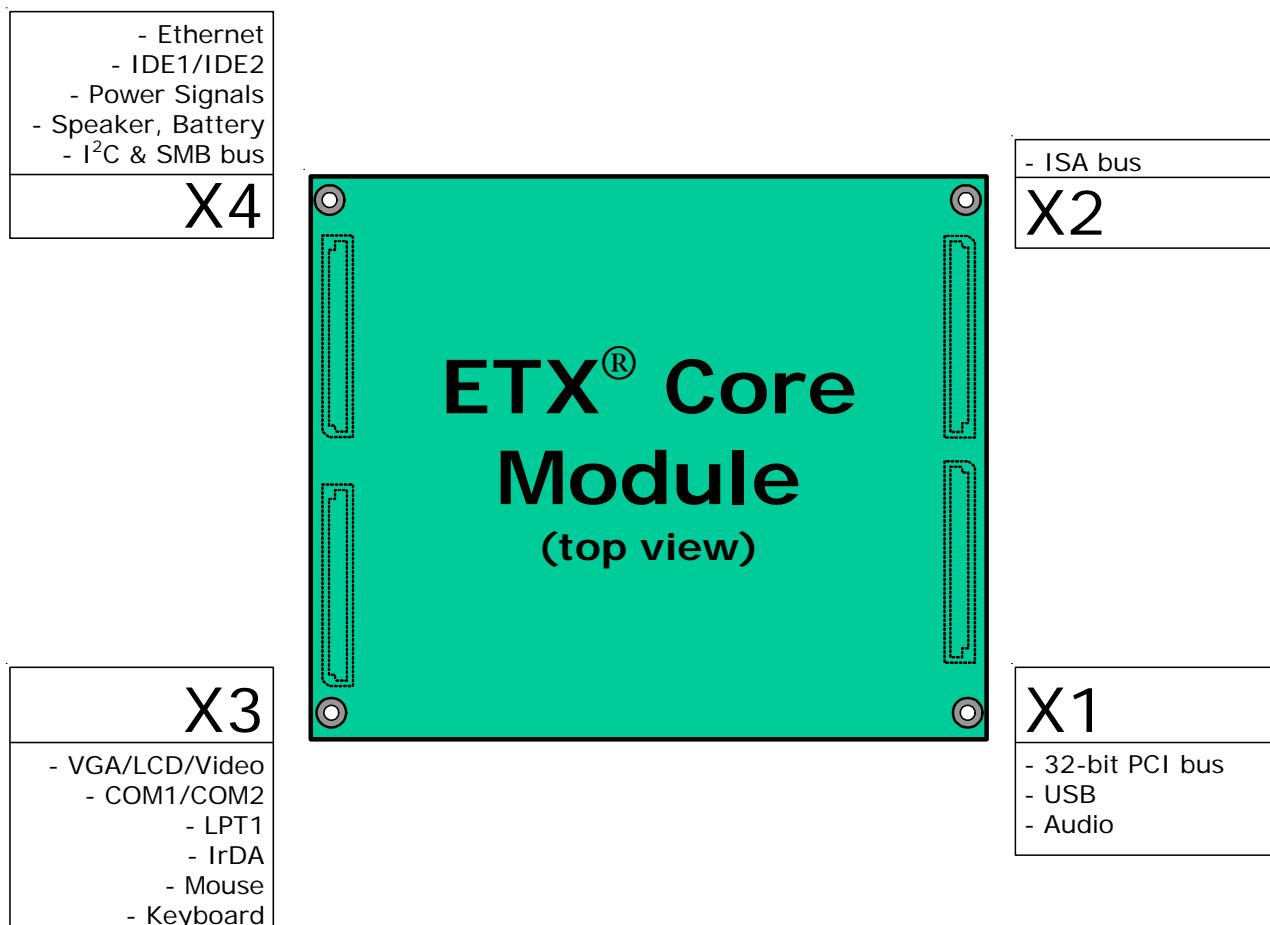 - Ethernet
- IDE1/IDE2
- Power Signals
- Speaker, Battery
- I²C & SMB bus
X4
- ISA bus
X2
ETX® Core
Module
(top view)
X3
- VGA/LCD/Video
- COM1/COM2
- LPT1
- IrDA
- Mouse
- Keyboard
X1
- 32-bit PCI bus
- USB
- Audio